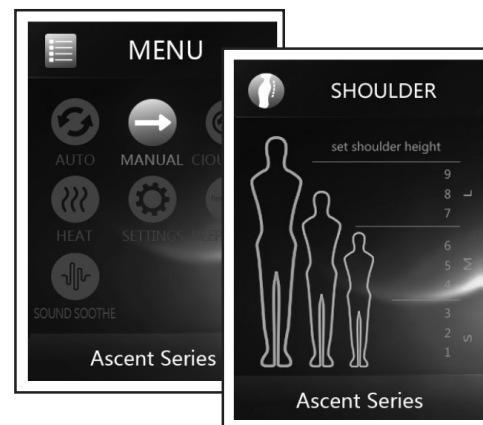 MENU
AUTO
MANUAL
HEAT
SETTINGS
SOUND SOOTHE
Ascent Series
SHOULDER
set shoulder height
9
8
L
7
6
5
M
4
3
2
S
1
Ascent Series